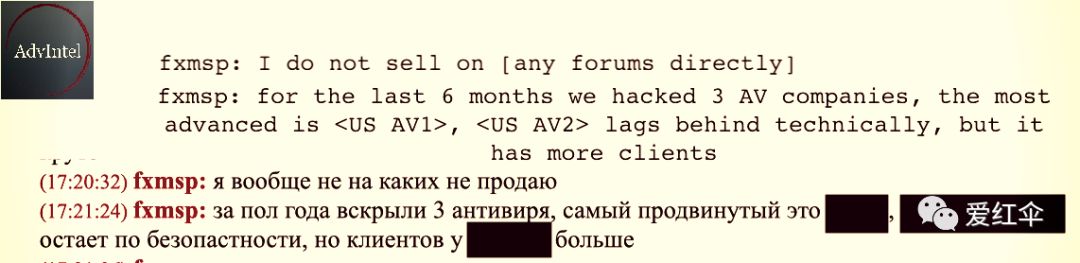 AdvIntel
fxmsp: I do not sell on [any forums directly]
fxmsp: for the last 6 months we hacked 3 AV companies, the most
advanced is <US AV1>, <US AV2> lags behind technically, but it
has more clients
(17:20:32) fxmsp: я вообще не на каких не продаю
(17:21:24) fxmsp: за пол года вскрыли 3 антивиря, самый продвинутый это , 爱红伞
остает по безопастности, но клиентов у больше